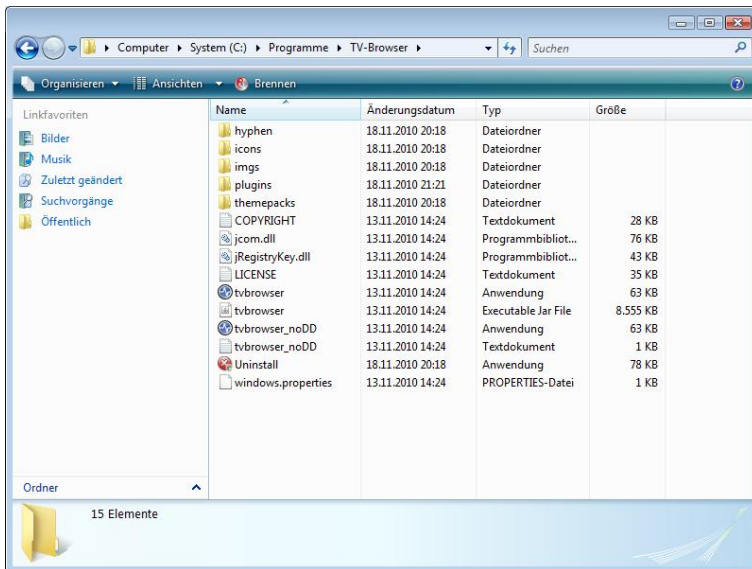 Computer System (C:) Programme TV-Browser Suchen
Organisieren Ansichten Brennen
Linkfavoriten
Bilder
Musik
Zuletzt geändert
Suchvorgänge
Öffentlich
Name Änderungsdatum Typ Größe
hyphen 18.11.2010 20:18 Dateiordner
icons 18.11.2010 20:18 Dateiordner
imgs 18.11.2010 20:18 Dateiordner
plugins 18.11.2010 21:21 Dateiordner
themepacks 18.11.2010 20:18 Dateiordner
COPYRIGHT 13.11.2010 14:24 Textdokument 28 KB
jcom.dll 13.11.2010 14:24 Programmbibliot... 76 KB
jRegistryKey.dll 13.11.2010 14:24 Programmbibliot... 43 KB
LICENSE 13.11.2010 14:24 Textdokument 35 KB
tvbrowser 13.11.2010 14:24 Anwendung 63 KB
tvbrowser 13.11.2010 14:24 Executable Jar File 8.555 KB
tvbrowser_noDD 13.11.2010 14:24 Anwendung 63 KB
tvbrowser_noDD 13.11.2010 14:24 Textdokument 1 KB
Uninstall 18.11.2010 20:18 Anwendung 78 KB
windows.properties 13.11.2010 14:24 PROPERTIES-Datei 1 KB
Ordner
15 Elemente